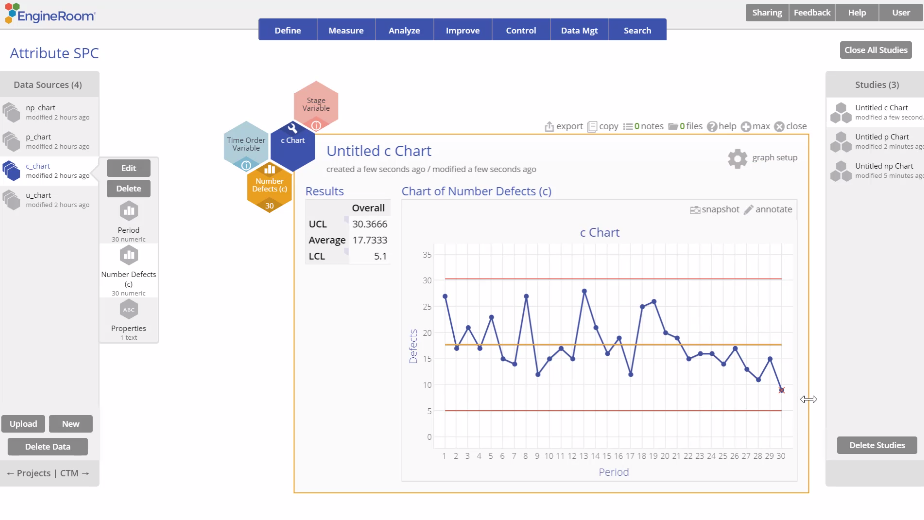 EngineRoom
Sharing
Feedback
Help
User
Define
Measure
Analyze
Improve
Control
Data Mgt
Search
Attribute SPC
Close All Studies
Data Sources (4)
np_chart
modified 2 hours ago
p_chart
modified 2 hours ago
c_chart
modified 2 hours ago
u_chart
modified 2 hours ago
Edit
Delete
Period
30 numeric
Number Defects
(c)
30 numeric
ABC
Properties
1 text
Upload
New
Delete Data
← Projects | CTM →
Stage
Variable
Time Order
Variable
c Chart
Number
Defects (c)
30
export
copy
0 notes
0 files
help
max
close
Untitled c Chart
created a few seconds ago / modified a few seconds ago
graph setup
Results
Overall
UCL 30.3666
Average 17.7333
LCL 5.1
Chart of Number Defects (c)
snapshot
annotate
c Chart
35
30
25
20
15
10
5
0
Defects
1 2 3 4 5 6 7 8 9 10 11 12 13 14 15 16 17 18 19 20 21 22 23 24 25 26 27 28 29 30
Period
Studies (3)
Untitled c Chart
modified a few second
Untitled p Chart
modified 2 minutes ago
Untitled np Chart
modified 5 minutes ago
Delete Studies